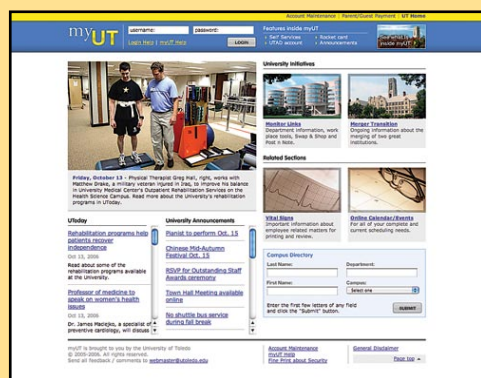 Account Maintenance | Parent/Guest Payment | UT Home
myUT
username:
password:
Login Help | myUT Help
LOGIN
Features inside myUT
Self Services
Rocket card
UTAD account
Announcements
See what's
inside myUT
University Initiatives
Monitor Links
Department information, work
place tools, Swap & Shop and
Post n Note.
Merger Transition
Ongoing information about the
merging of two great
institutions.
Friday, October 13 - Physical Therapist Greg Hall, right, works with
Matthew Drake, a military veteran injured in Iraq, to improve his balance
in University Medical Center's Outpatient Rehabilitation Services on the
Health Science Campus. Read more about the University's rehabilitation
programs in UToday.
Related Sections
Vital Signs
Important information about
employee related matters for
printing and review.
Online Calendar/Events
For all of your complete and
current scheduling needs.
UToday
Rehabilitation programs help
patients recover
independence
Oct 13, 2006
Read about some of the
rehabilitation programs available
at the University.
Professor of medicine to
speak on women's health
issues
Oct 13, 2006
Dr. James Maciejko, a specialist of
preventive cardiology, will discuss
University Announcements
Pianist to perform Oct. 15
Chinese Mid-Autumn
Festival Oct. 15
RSVP for Outstanding Staff
Awards ceremony
Town Hall Meeting available
online
No shuttle bus service
during fall break
Campus Directory
Last Name:
Department:
First Name:
Campus:
Select one
Enter the first few letters of any field
and click the "Submit" button.
SUBMIT
myUT is brought to you by the University of Toledo
© 2005-2006. All rights reserved.
Send all feedback / comments to webmaster@utoledo.edu
Account Maintenance
myUT Help
Fine Print about Security
General Disclaimer
Page top